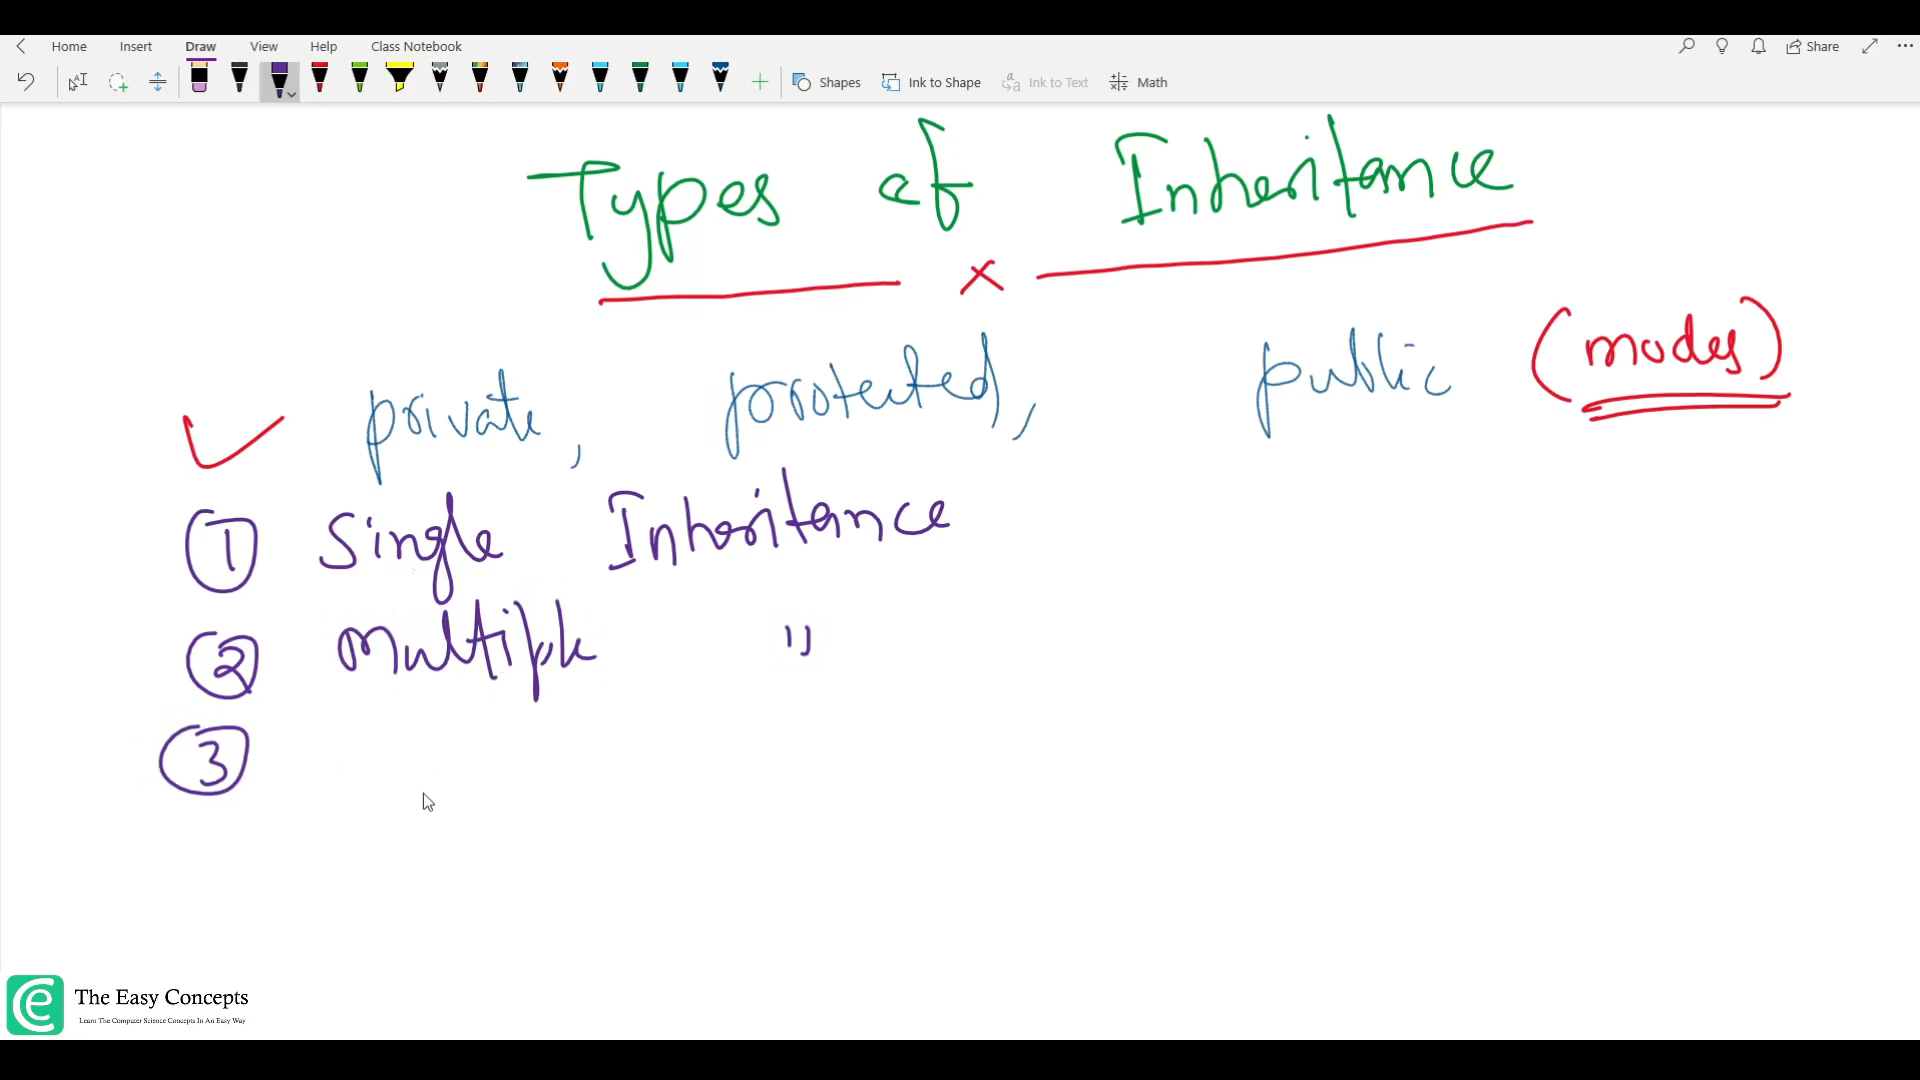 Home Insert Draw View Help Class Notebook Share
Shapes Ink to Shape Ink to Text Math
Types of Inheritance
×
private, protected, public (modes)
① Single Inheritance
② Multiple "
③
The Easy Concepts
Learn The Computer Science Concepts In An Easy Way